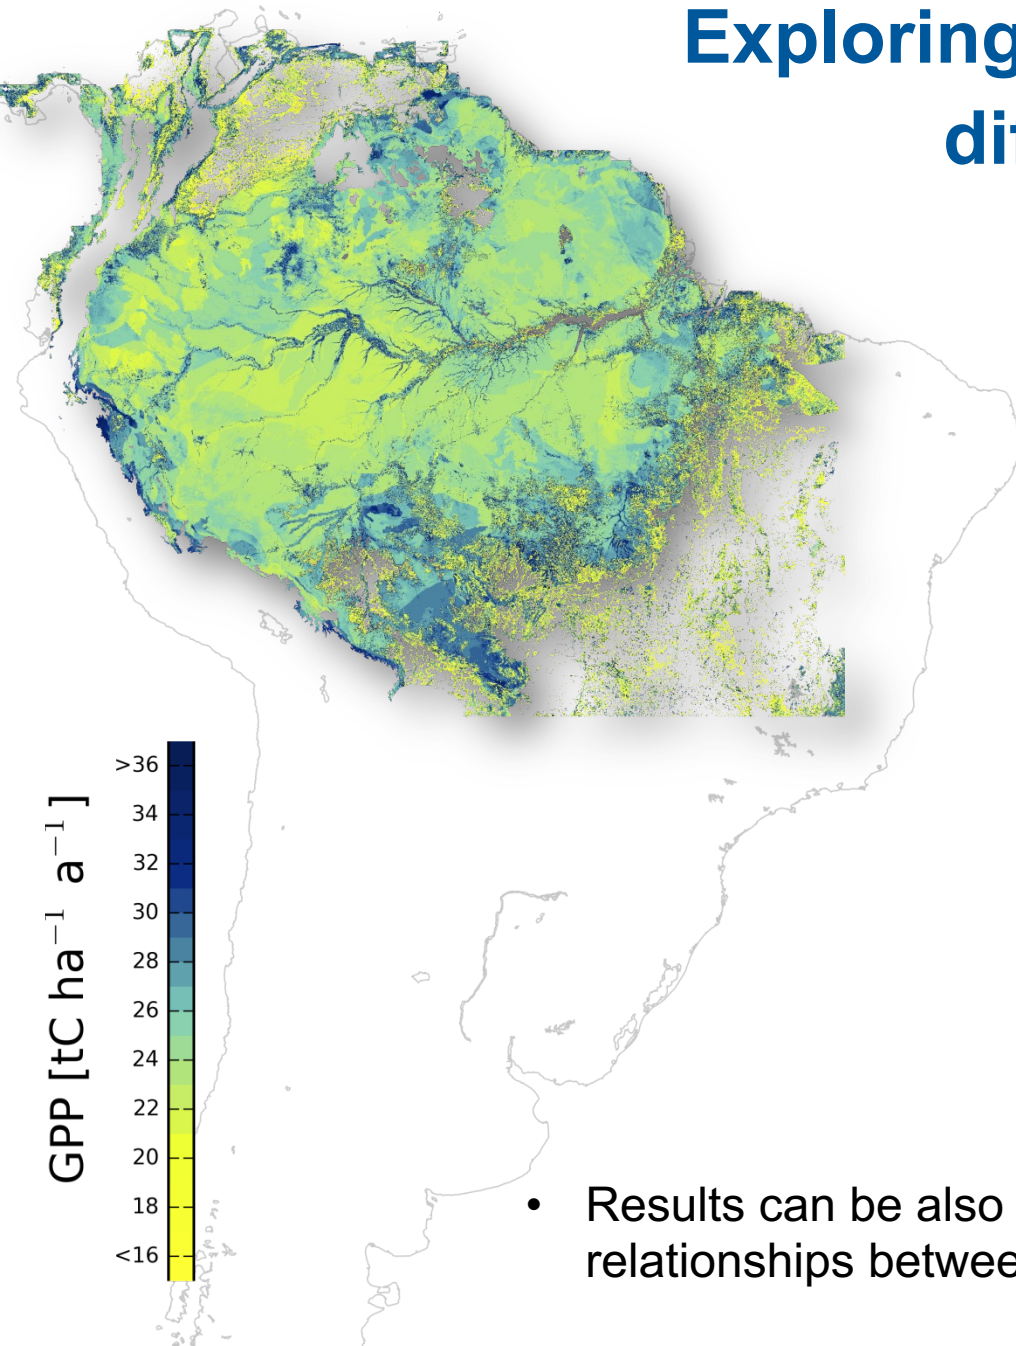 Exploring
dif
>36
34
32
30
28
26
24
22
20
18
<16
GPP [tC ha⁻¹ a⁻¹]
• Results can be also
relationships betwee